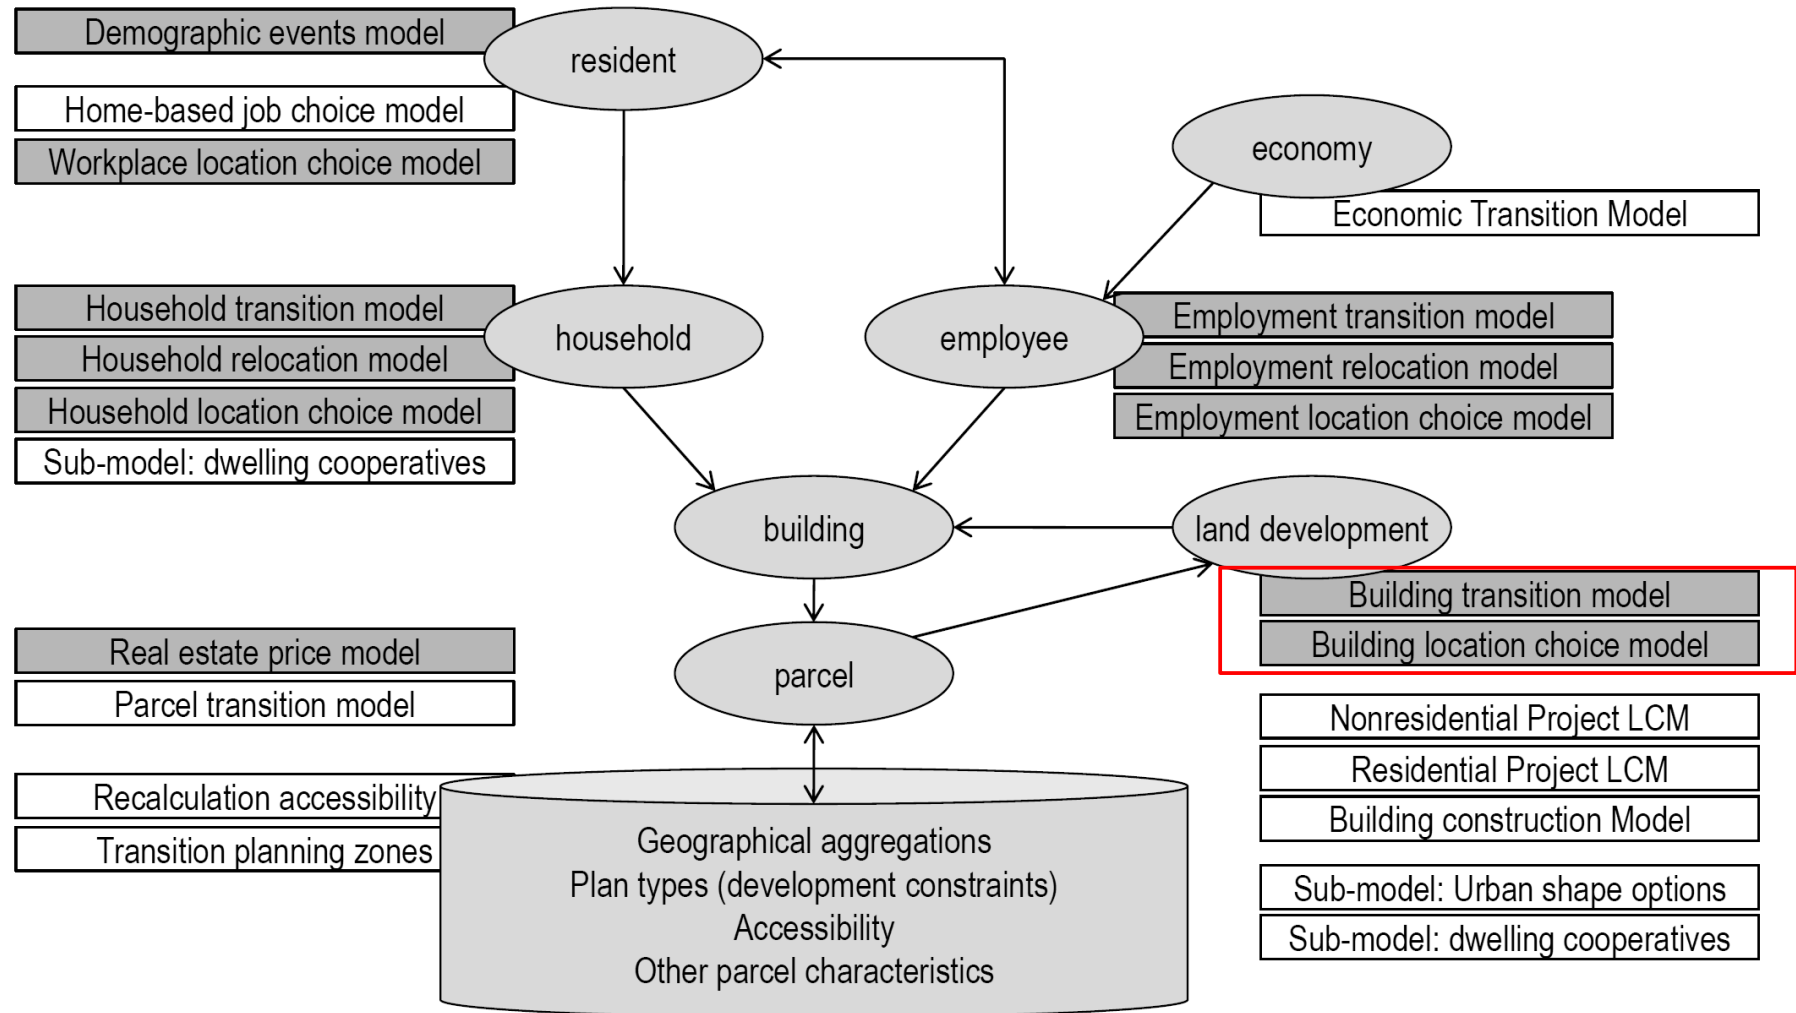 Demographic events model
resident
Home-based job choice model
Workplace location choice model
economy
Economic Transition Model
Household transition model
Household relocation model
Household location choice model
Sub-model: dwelling cooperatives
household
employee
Employment transition model
Employment relocation model
Employment location choice model
building
land development
Building transition model
Building location choice model
Real estate price model
Parcel transition model
parcel
Nonresidential Project LCM
Residential Project LCM
Building construction Model
Recalculation accessibility
Transition planning zones
Geographical aggregations
Plan types (development constraints)
Accessibility
Other parcel characteristics
Sub-model: Urban shape options
Sub-model: dwelling cooperatives